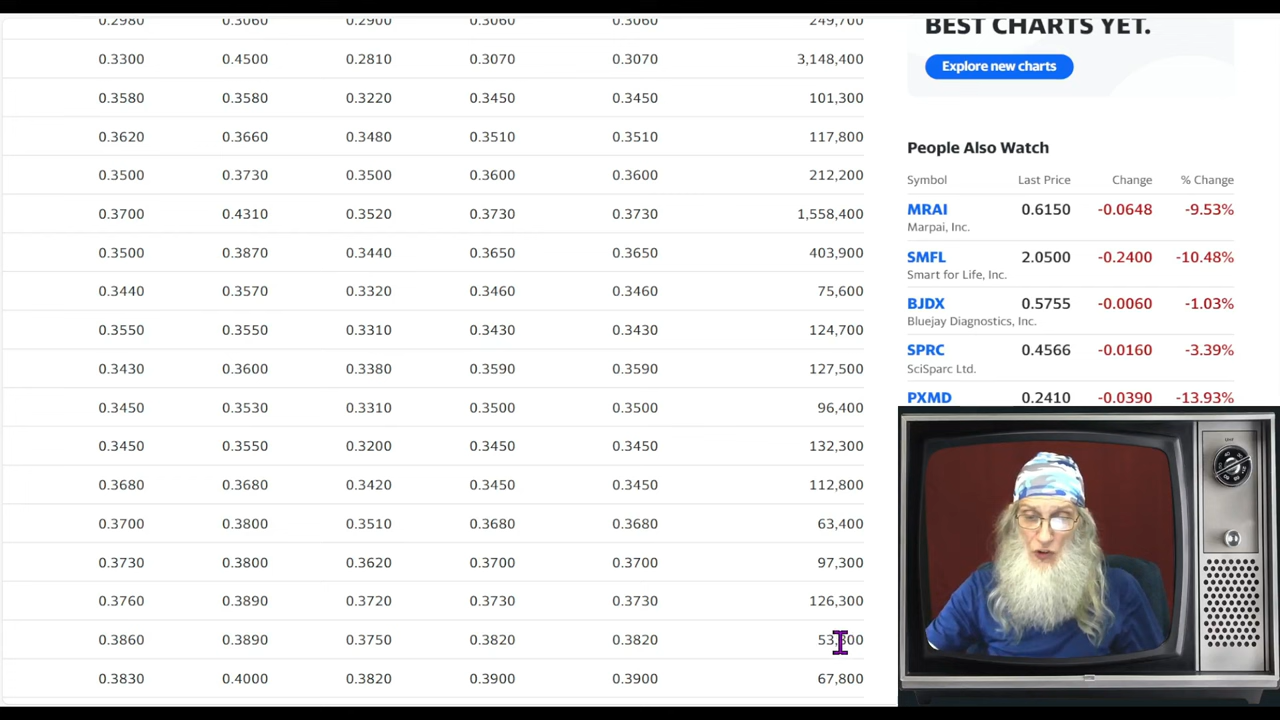 0.2980 0.3060 0.2900 0.3060 0.3060 249,700
0.3300 0.4500 0.2810 0.3070 0.3070 3,148,400
0.3580 0.3580 0.3220 0.3450 0.3450 101,300
0.3620 0.3660 0.3480 0.3510 0.3510 117,800
0.3500 0.3730 0.3500 0.3600 0.3600 212,200
0.3700 0.4310 0.3520 0.3730 0.3730 1,558,400
0.3500 0.3870 0.3440 0.3650 0.3650 403,900
0.3440 0.3570 0.3320 0.3460 0.3460 75,600
0.3550 0.3550 0.3310 0.3430 0.3430 124,700
0.3430 0.3600 0.3380 0.3590 0.3590 127,500
0.3450 0.3530 0.3310 0.3500 0.3500 96,400
0.3450 0.3550 0.3200 0.3450 0.3450 132,300
0.3680 0.3680 0.3420 0.3450 0.3450 112,800
0.3700 0.3800 0.3510 0.3680 0.3680 63,400
0.3730 0.3800 0.3620 0.3700 0.3700 97,300
0.3760 0.3890 0.3720 0.3730 0.3730 126,300
0.3860 0.3890 0.3750 0.3820 0.3820
0.3830 0.4000 0.3820 0.3900 0.3900 67,800
BEST CHARTS YET.
Explore new charts
People Also Watch
Symbol Last Price Change % Change
MRAI 0.6150 -0.0648 -9.53%
Marpai, Inc.
SMFL 2.0500 -0.2400 -10.48%
Smart for Life, Inc.
BJDX 0.5755 -0.0060 -1.03%
Bluejay Diagnostics, Inc.
SPRC 0.4566 -0.0160 -3.39%
SciSparc Ltd.
PXMD 0.2410 -0.0390 -13.93%